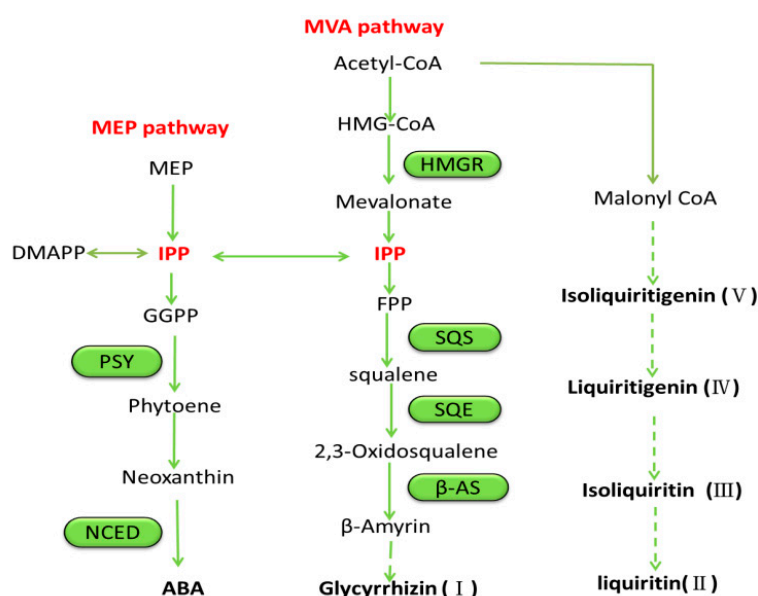 MVA pathway
Acetyl-CoA
MEP pathway
HMG-CoA
HMGR
MEP
Mevalonate
Malonyl CoA
DMAPP
IPP
IPP
Isoliquiritigenin (Ⅴ)
GGPP
FPP
PSY
SQS
squalene
Liquiritigenin (Ⅳ)
Phytoene
SQE
2,3-Oxidosqualene
Neoxanthin
β-AS
Isoliquiritin (Ⅲ)
NCED
β-Amyrin
ABA
Glycyrrhizin (Ⅰ)
liquiritin(Ⅱ)